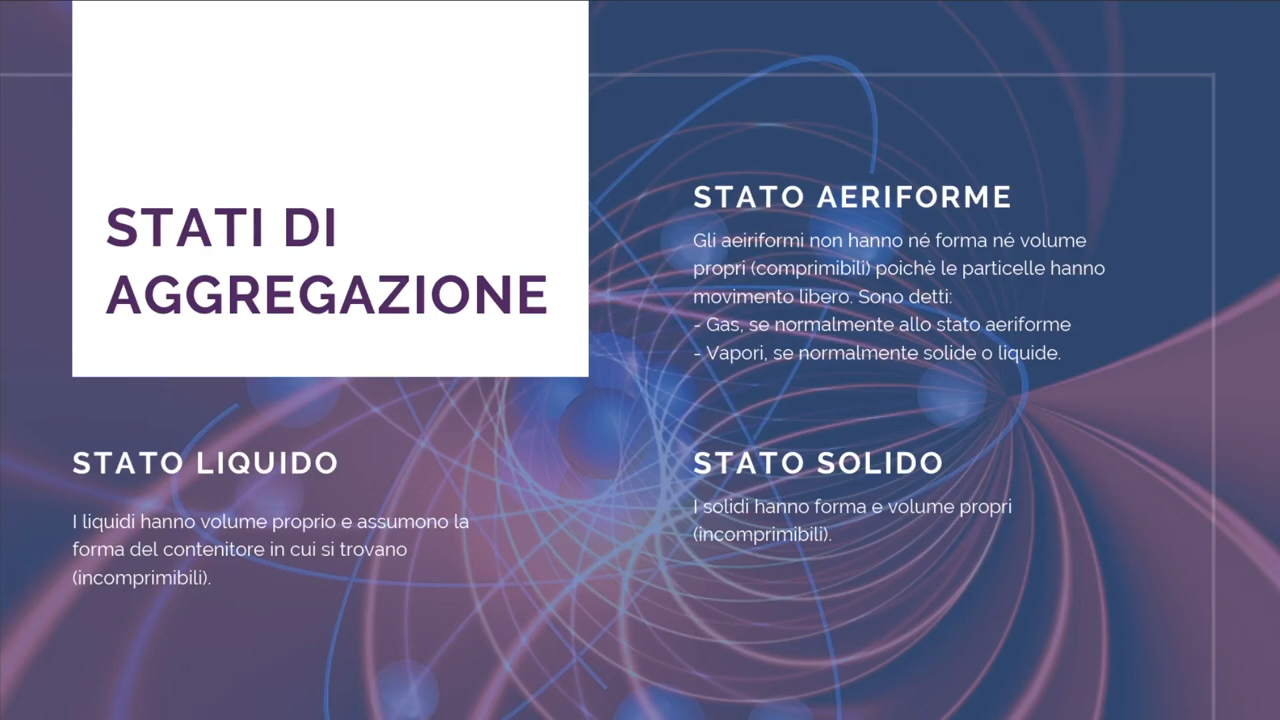 STATI DI
AGGREGAZIONE
STATO AERIFORME
Gli aeiriformi non hanno né forma né volume
propri (comprimibili) poichè le particelle hanno
movimento libero. Sono detti:
- Gas, se normalmente allo stato aeriforme
- Vapori, se normalmente solide o liquide.
STATO LIQUIDO
I liquidi hanno volume proprio e assumono la
forma del contenitore in cui si trovano
(incomprimibili).
STATO SOLIDO
I solidi hanno forma e volume propri
(incomprimibili).